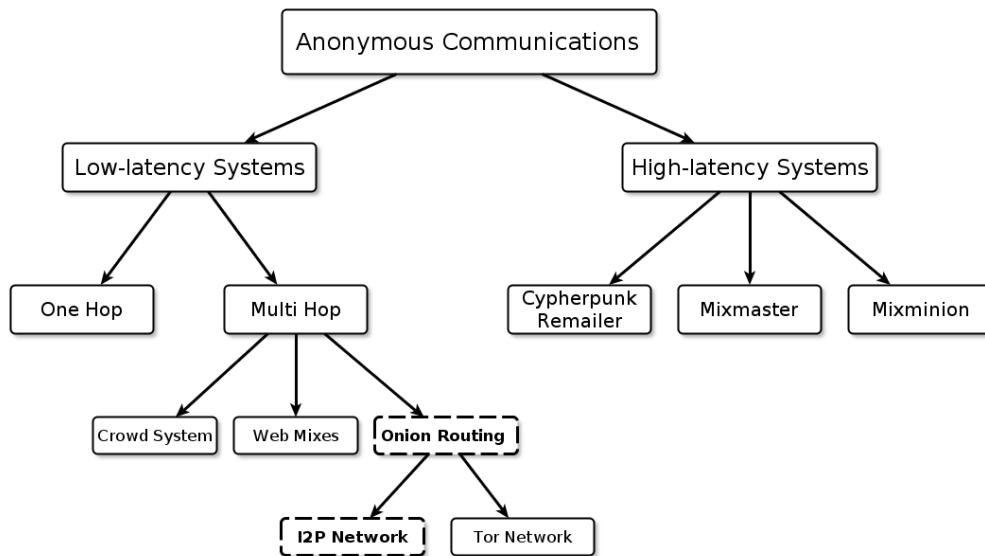 Anonymous Communications
Low-latency Systems
High-latency Systems
One Hop
Multi Hop
Cypherpunk
Remailer
Mixmaster
Mixminion
Crowd System
Web Mixes
Onion Routing
I2P Network
Tor Network